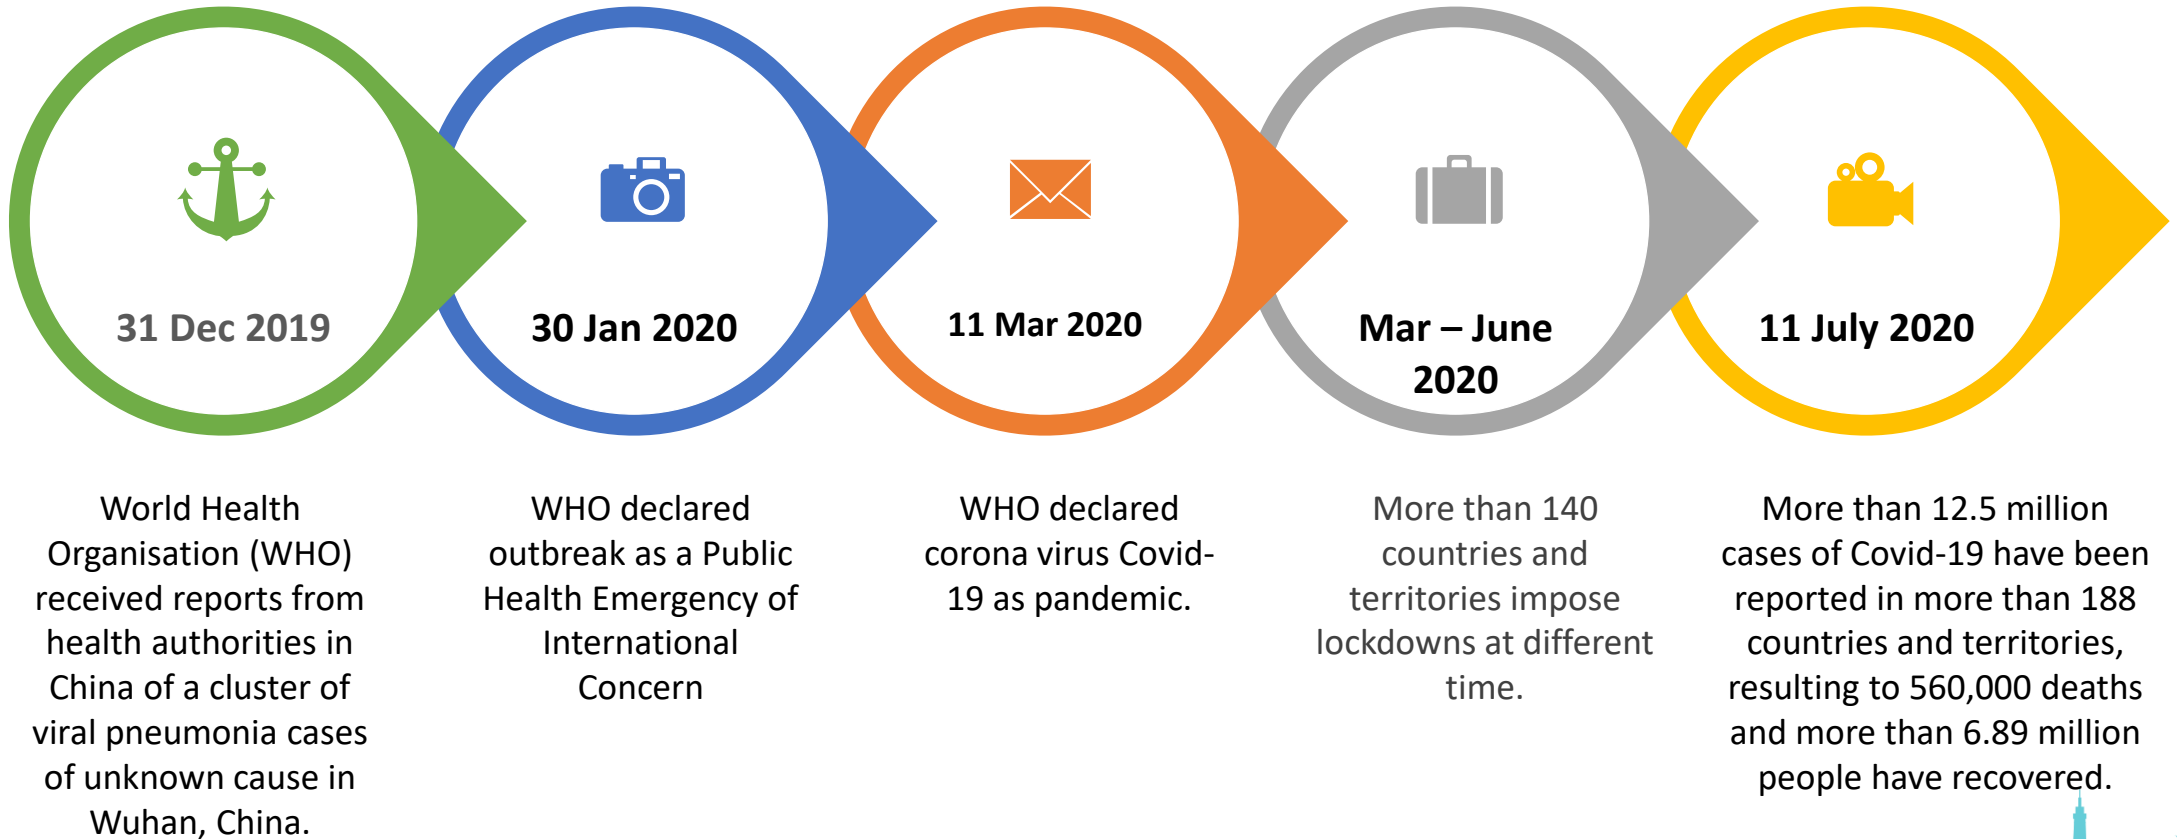 31 Dec 2019
World Health
Organisation (WHO)
received reports from
health authorities in
China of a cluster of
viral pneumonia cases
of unknown cause in
Wuhan, China.
30 Jan 2020
WHO declared
outbreak as a Public
Health Emergency of
International
Concern
11 Mar 2020
WHO declared
corona virus Covid-
19 as pandemic.
Mar – June
2020
More than 140
countries and
territories impose
lockdowns at different
time.
11 July 2020
More than 12.5 million
cases of Covid-19 have been
reported in more than 188
countries and territories,
resulting to 560,000 deaths
and more than 6.89 million
people have recovered.